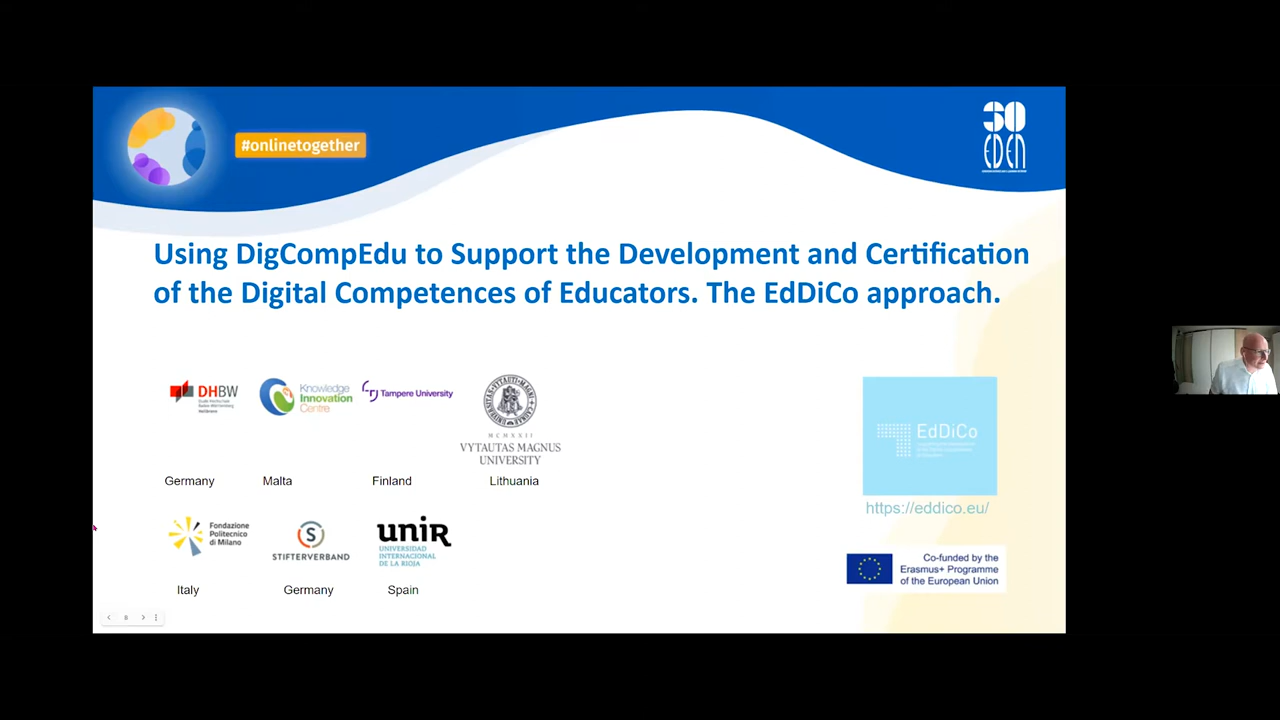 #onlinetogether
30
EDEN
Using DigCompEdu to Support the Development and Certification
of the Digital Competences of Educators. The EdDiCo approach.
DHBW
Knowledge
Innovation
Centre
Tampere University
MCMXXII
VYTAUTAS MAGNUS
UNIVERSITY
Germany
Malta
Finland
Lithuania
EdDiCo
https://eddico.eu/
Fondazione
Politecnico
di Milano
S
STIFTERVERBAND
unir
UNIVERSIDAD
INTERNACIONAL
DE LA RIOJA
Italy
Germany
Spain
Co-funded by the
Erasmus+ Programme
of the European Union
8